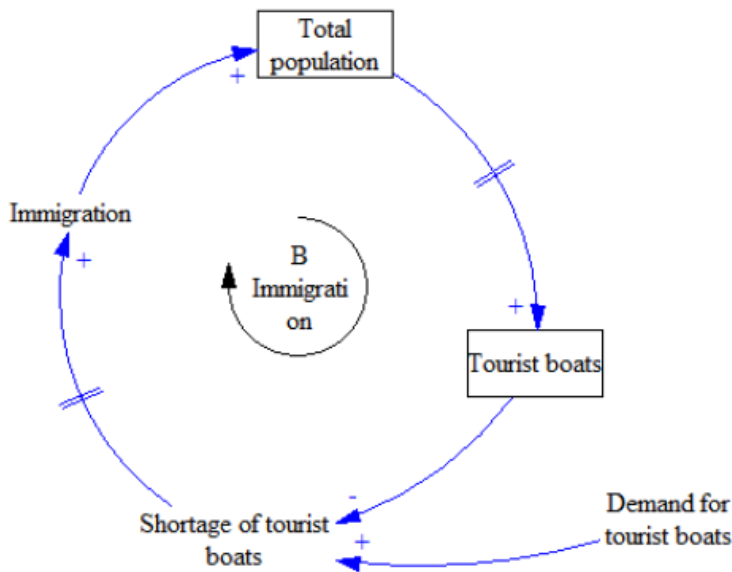 Total
population
+
Immigration
+
B
Immigrati
on
+
Tourist boats
-
Shortage of tourist
boats
+
Demand for
tourist boats